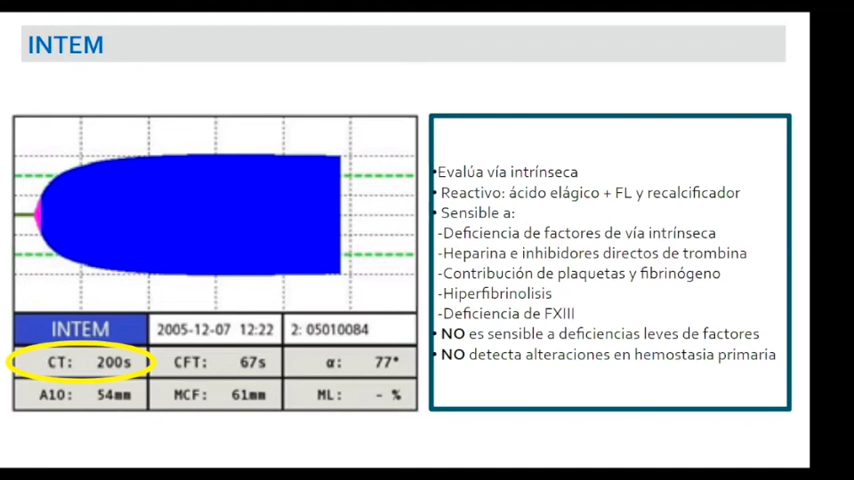 INTEM
•Evalúa vía intrínseca
• Reactivo: ácido elágico + FL y recalcificador
• Sensible a:
-Deficiencia de factores de vía intrínseca
-Heparina e inhibidores directos de trombina
-Contribución de plaquetas y fibrinógeno
-Hiperfibrinolisis
-Deficiencia de FXIII
• NO es sensible a deficiencias leves de factores
• NO detecta alteraciones en hemostasia primaria
INTEM 2005-12-07 12:22 2: 05010084
CT: 200s CFT: 67s α: 77°
A10: 54mm MCF: 61mm ML: - %